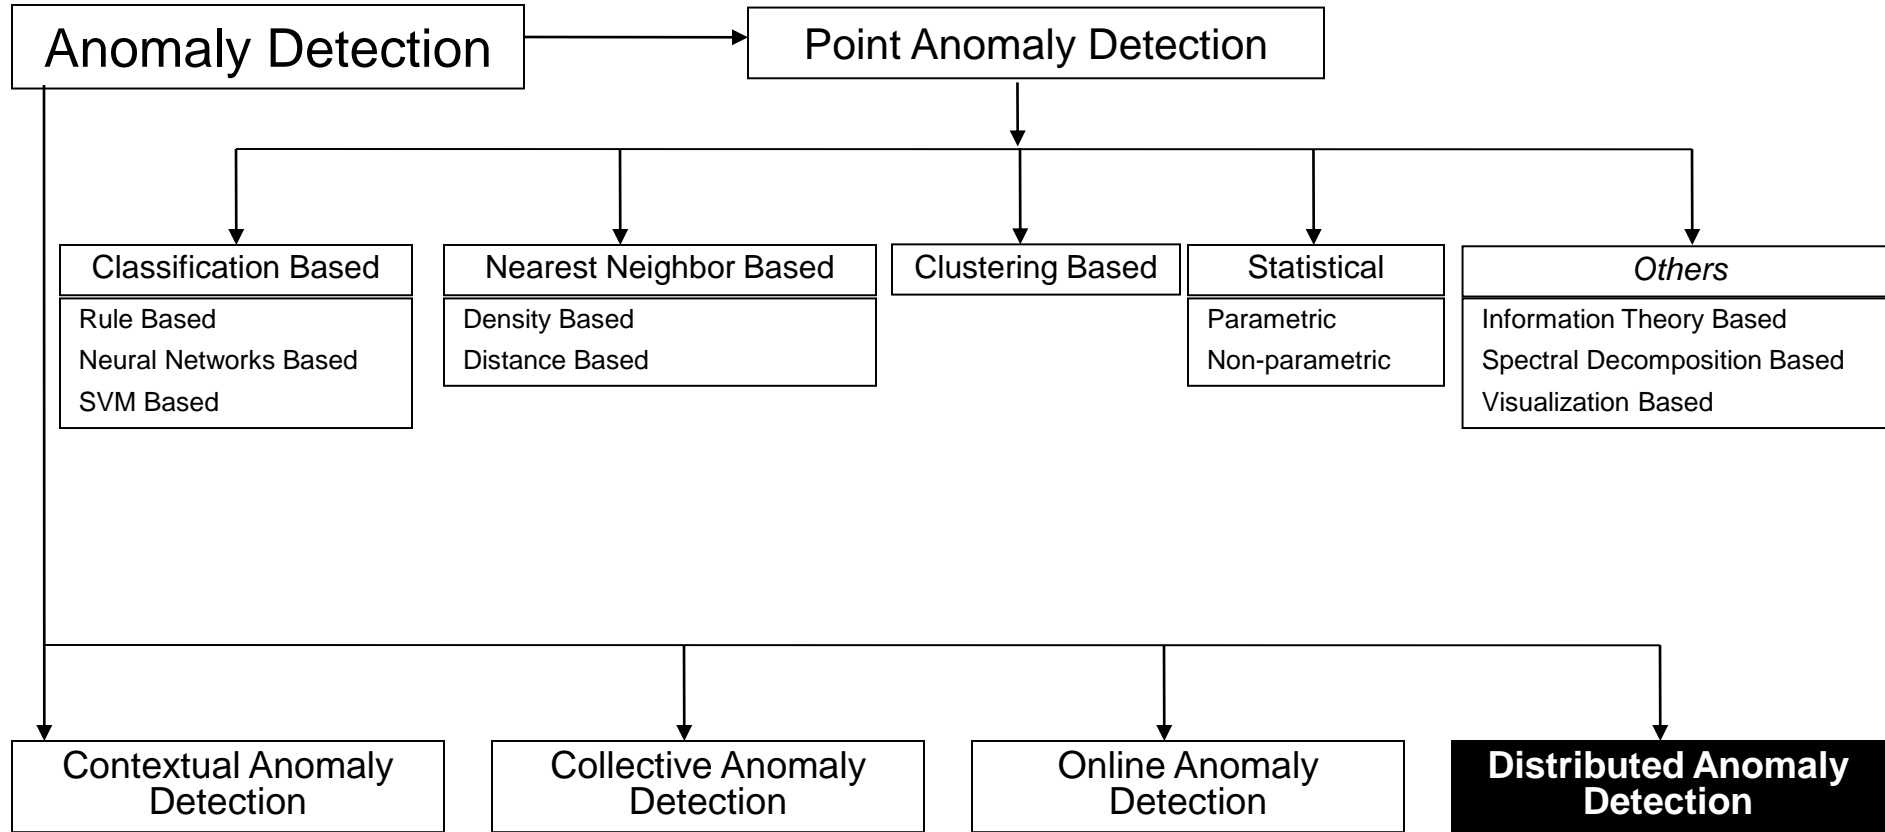 Anomaly Detection
Point Anomaly Detection
Classification Based
Rule Based
Neural Networks Based
SVM Based
Nearest Neighbor Based
Density Based
Distance Based
Clustering Based
Statistical
Parametric
Non-parametric
Others
Information Theory Based
Spectral Decomposition Based
Visualization Based
Contextual Anomaly
Detection
Collective Anomaly
Detection
Online Anomaly
Detection
Distributed Anomaly
Detection